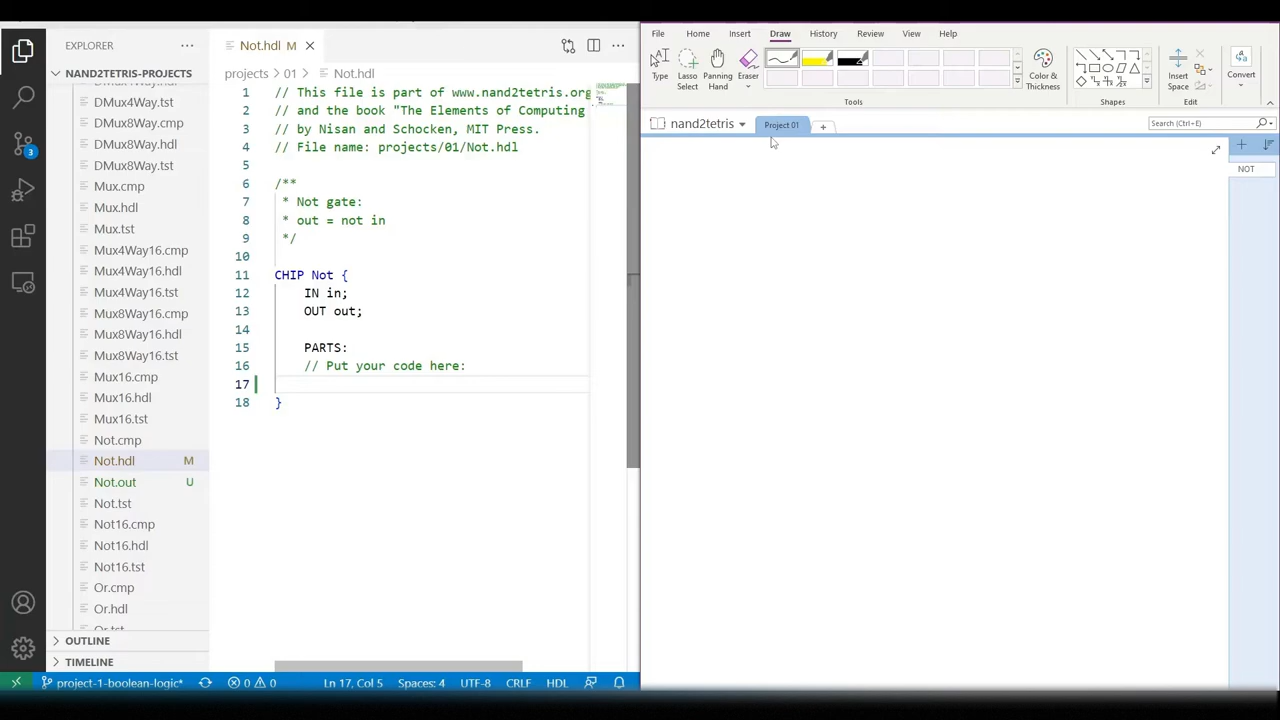 EXPLORER
NAND2TETRIS-PROJECTS
DMux4Way.tst
DMux8Way.cmp
DMux8Way.hdl
DMux8Way.tst
Mux.cmp
Mux.hdl
Mux.tst
Mux4Way16.cmp
Mux4Way16.hdl
Mux4Way16.tst
Mux8Way16.cmp
Mux8Way16.hdl
Mux8Way16.tst
Mux16.cmp
Mux16.hdl
Mux16.tst
Not.cmp
Not.hdl M
Not.out U
Not.tst
Not16.cmp
Not16.hdl
Not16.tst
Or.cmp
Or.hdl
Or.tst
OUTLINE
TIMELINE
3
Not.hdl M
projects > 01 > Not.hdl
1 // This file is part of www.nand2tetris.org
2 // and the book "The Elements of Computing
3 // by Nisan and Schocken, MIT Press.
4 // File name: projects/01/Not.hdl
5
6 /**
7 * Not gate:
8 * out = not in
9 */
10
11 CHIP Not {
12 IN in;
13 OUT out;
14
15 PARTS:
16 // Put your code here:
17
18 }
project-1-boolean-logic* 0 0 Ln 17, Col 5 Spaces: 4 UTF-8 CRLF HDL
File Home Insert Draw History Review View Help
Type
Lasso Select
Panning Hand
Eraser
Color & Thickness
Insert Space
Convert
Tools Shapes Edit
nand2tetris Project 01 Search (Ctrl+E)
NOT